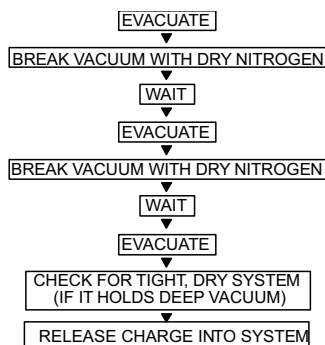 EVACUATE
BREAK VACUUM WITH DRY NITROGEN
WAIT
EVACUATE
BREAK VACUUM WITH DRY NITROGEN
WAIT
EVACUATE
CHECK FOR TIGHT, DRY SYSTEM
(IF IT HOLDS DEEP VACUUM)
RELEASE CHARGE INTO SYSTEM